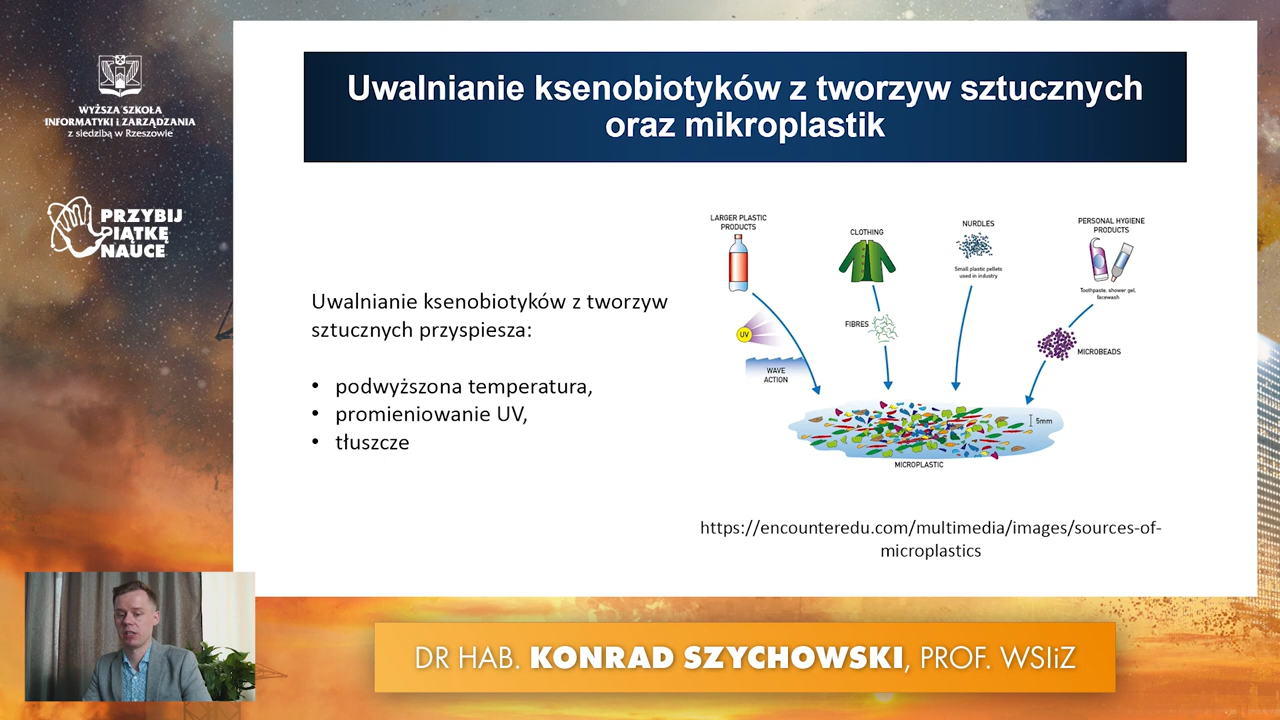 WYŻSZA SZKOŁA
INFORMATYKI i ZARZĄDZANIA
z siedzibą w Rzeszowie
PRZYBIJ
PIĄTKĘ
NAUCE
Uwalnianie ksenobiotyków z tworzyw sztucznych
oraz mikroplastik
Uwalnianie ksenobiotyków z tworzyw
sztucznych przyspiesza:
• podwyższona temperatura,
• promieniowanie UV,
• tłuszcze
LARGER PLASTIC
PRODUCTS
CLOTHING
NURDLES
Small plastic pellets
used in industry
PERSONAL HYGIENE
PRODUCTS
Toothpaste, shower gel,
facewash
UV
FIBRES
MICROBEADS
WAVE
ACTION
5mm
MICROPLASTIC
https://encounteredu.com/multimedia/images/sources-of-
microplastics
DR HAB. KONRAD SZYCHOWSKI, PROF. WSIiZ